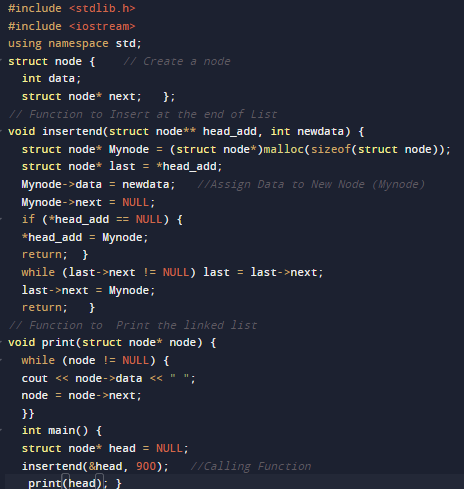 #include <stdlib.h>
#include <iostream>
using namespace std;
struct node {    // Create a node
  int data;
  struct node* next;   };
// Function to Insert at the end of List
void insertend(struct node** head_add, int newdata) {
  struct node* Mynode = (struct node*)malloc(sizeof(struct node));
  struct node* last = *head_add;
  Mynode->data = newdata;   //Assign Data to New Node (Mynode)
  Mynode->next = NULL;
  if (*head_add == NULL) {
  *head_add = Mynode;
  return;  }
  while (last->next != NULL) last = last->next;
  last->next = Mynode;
  return;   }
// Function to  Print the linked list
void print(struct node* node) {
  while (node != NULL) {
  cout << node->data << " ";
  node = node->next;
  }}
  int main() {
  struct node* head = NULL;
  insertend(&head, 900);   //Calling Function
   print(head); }